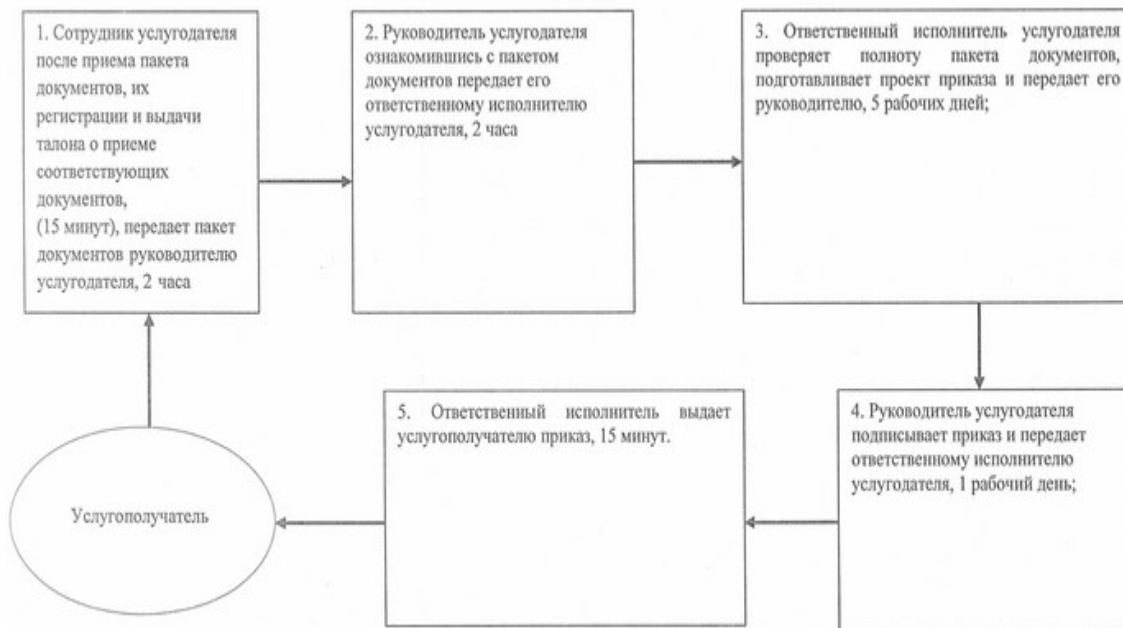 1. Сотрудник услугодателя
после приема пакета
документов, их
регистрации и выдачи
талона о приеме
соответствующих
документов,
(15 минут), передает пакет
документов руководителю
услугодателя, 2 часа
2. Руководитель услугодателя
ознакомившись с пакетом
документов передает его
ответственному исполнителю
услугодателя, 2 часа
3. Ответственный исполнитель услугодателя
проверяет полноту пакета документов,
подготавливает проект приказа и передает его
руководителю, 5 рабочих дней;
4. Руководитель услугодателя
подписывает приказ и передает
ответственному исполнителю
услугодателя, 1 рабочий день;
5. Ответственный исполнитель выдает
услугополучателю приказ, 15 минут.
Услугополучатель